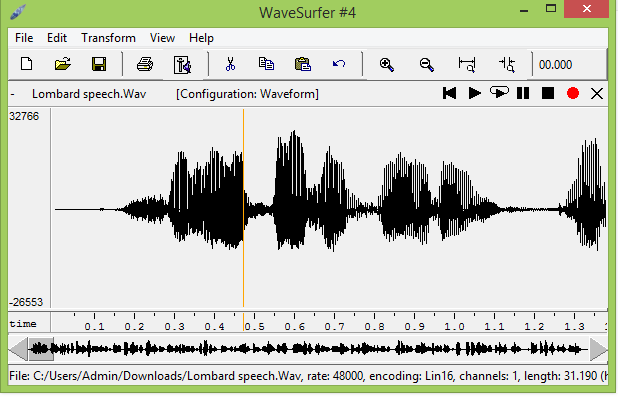 WaveSurfer #4
File Edit Transform View Help
00.000
- Lombard speech.Wav [Configuration: Waveform]
32766
-26553
time 0.1 0.2 0.3 0.4 0.5 0.6 0.7 0.8 0.9 1.0 1.1 1.2 1.3
File: C:/Users/Admin/Downloads/Lombard speech.Wav, rate: 48000, encoding: Lin16, channels: 1, length: 31.190 (h